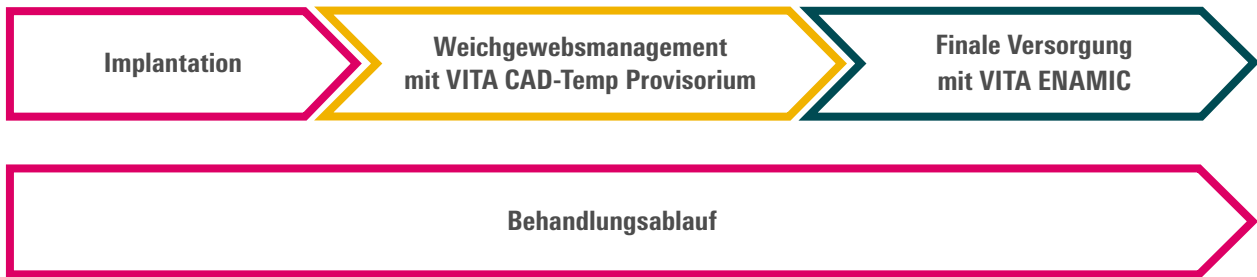 Implantation
Weichgewebsmanagement
mit VITA CAD-Temp Provisorium
Finale Versorgung
mit VITA ENAMIC
Behandlungsablauf